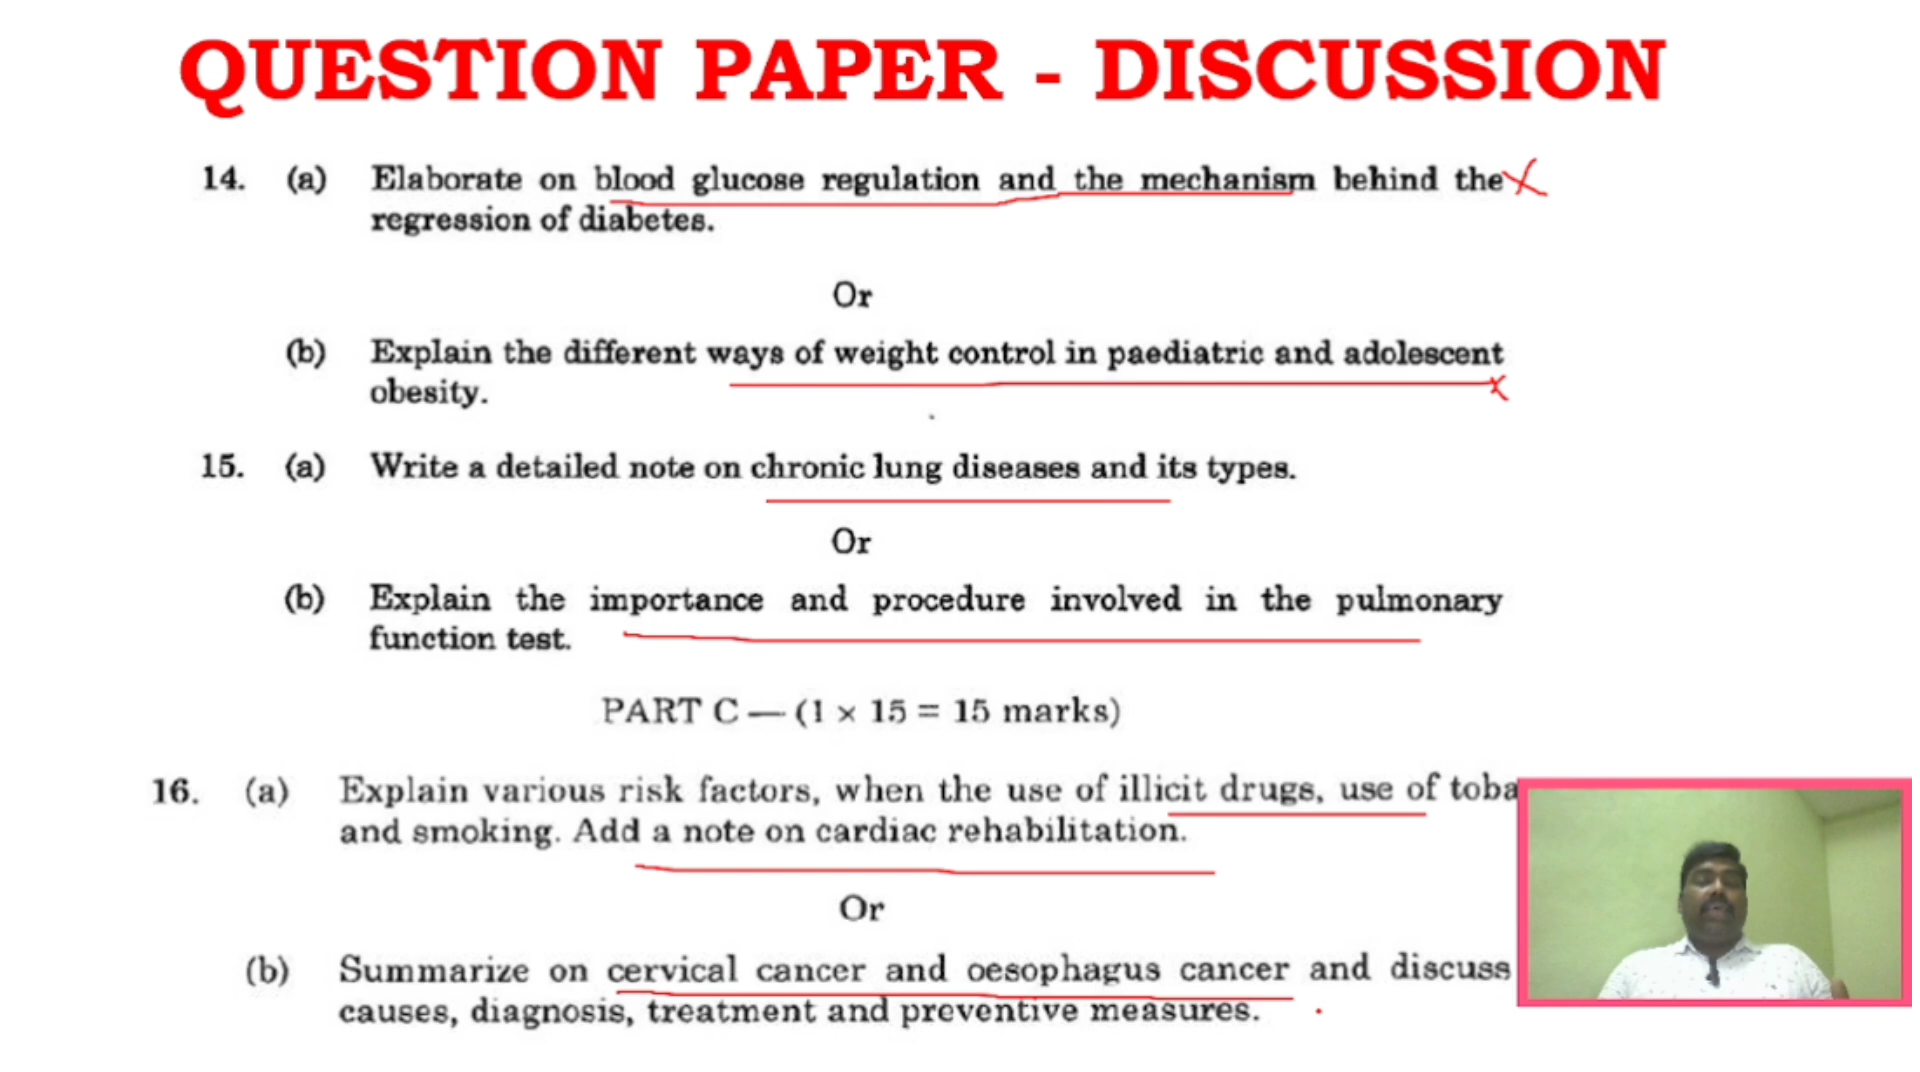 QUESTION PAPER - DISCUSSION
14. (a) Elaborate on blood glucose regulation and the mechanism behind the
regression of diabetes.
Or
(b) Explain the different ways of weight control in paediatric and adolescent
obesity.
15. (a) Write a detailed note on chronic lung diseases and its types.
Or
(b) Explain the importance and procedure involved in the pulmonary
function test.
PART C — (1 × 15 = 15 marks)
16. (a) Explain various risk factors, when the use of illicit drugs, use of toba
and smoking. Add a note on cardiac rehabilitation.
Or
(b) Summarize on cervical cancer and oesophagus cancer and discuss
causes, diagnosis, treatment and preventive measures.